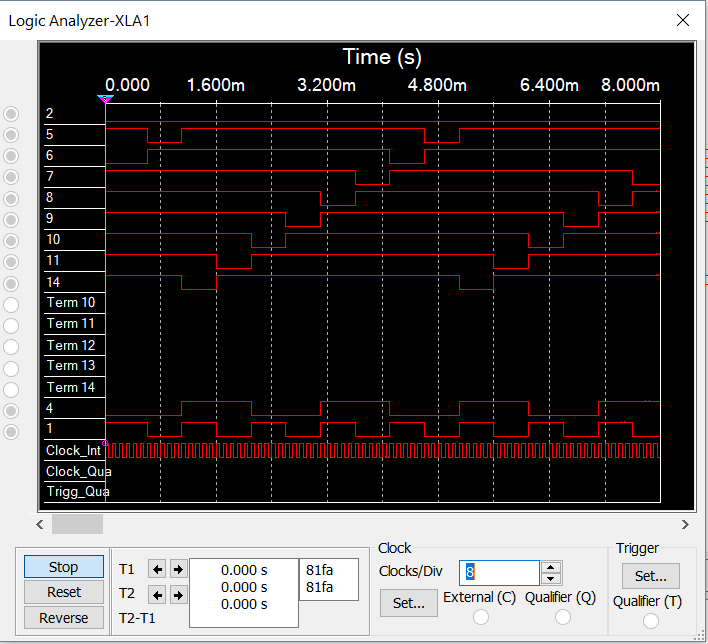 Logic Analyzer-XLA1
Time (s)
0.000 1.600m 3.200m 4.800m 6.400m 8.000m
2
5
6
7
8
9
10
11
14
Term 10
Term 11
Term 12
Term 13
Term 14
4
1
Clock_Int
Clock_Qua
Trigg_Qua
Stop
Reset
Reverse
T1
T2
T2-T1
0.000 s
0.000 s
0.000 s
81fa
81fa
Clock
Clocks/Div 8
Set... External (C) Qualifier (Q)
Trigger
Set...
Qualifier (T)